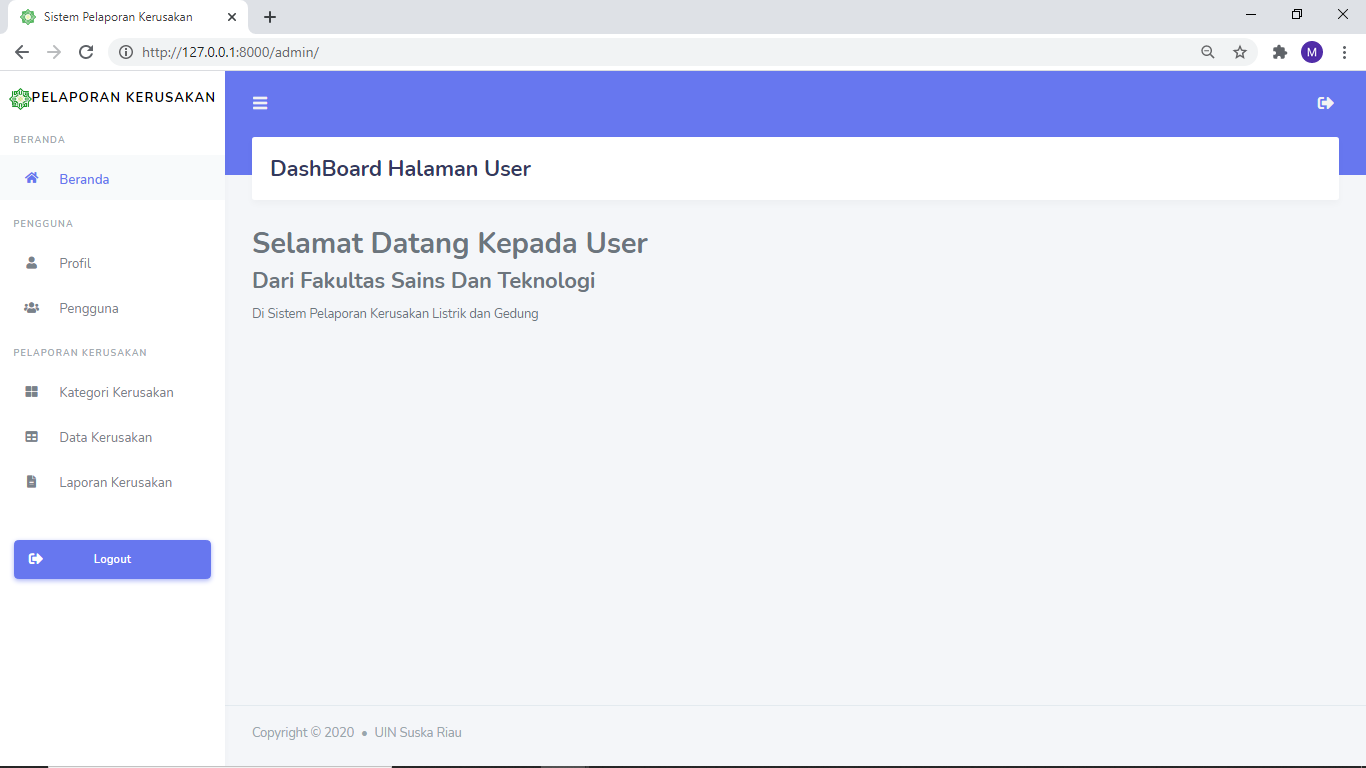 Sistem Pelaporan Kerusakan
http://127.0.0.1:8000/admin/
M
PELAPORAN KERUSAKAN
BERANDA
Beranda
PENGGUNA
Profil
Pengguna
PELAPORAN KERUSAKAN
Kategori Kerusakan
Data Kerusakan
Laporan Kerusakan
Logout
DashBoard Halaman User
Selamat Datang Kepada User
Dari Fakultas Sains Dan Teknologi
Di Sistem Pelaporan Kerusakan Listrik dan Gedung
Copyright © 2020 • UIN Suska Riau